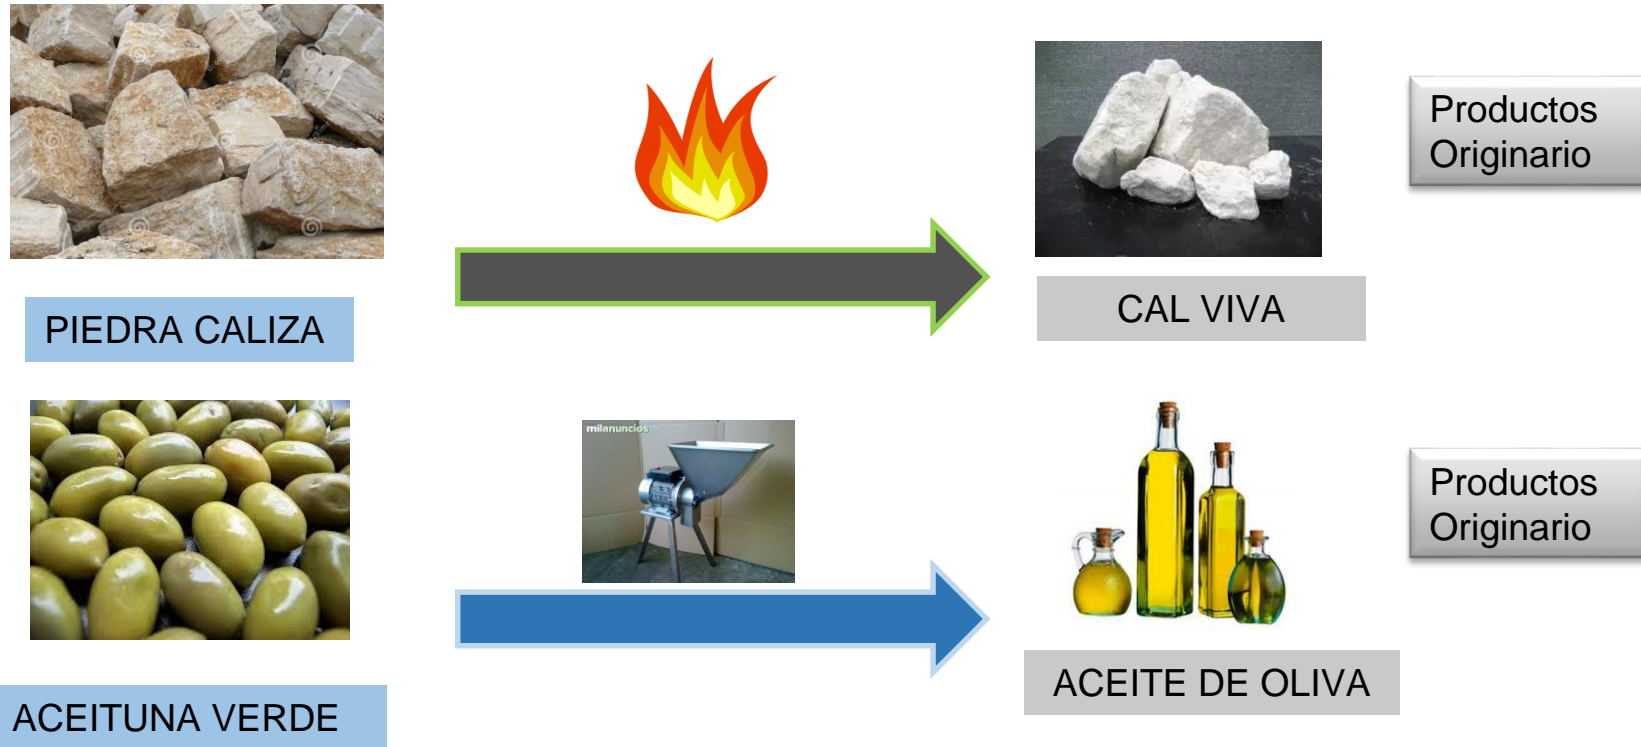 Productos
Originario
CAL VIVA
PIEDRA CALIZA
milanuncios
Productos
Originario
ACEITE DE OLIVA
ACEITUNA VERDE